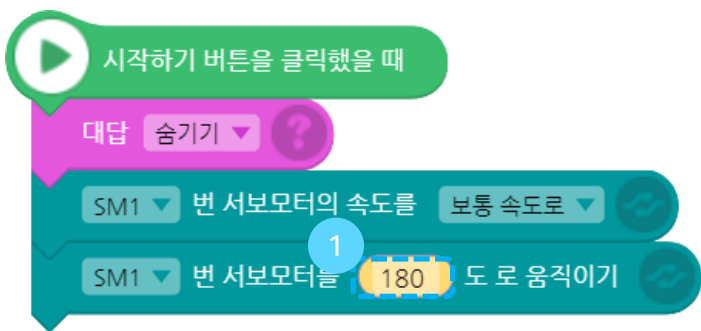 시작하기 버튼을 클릭했을 때
대답 숨기기 ▼ ?
SM1 ▼ 번 서보모터의 속도를 보통 속도로 ▼
1
SM1 ▼ 번 서보모터를 180 도 로 움직이기